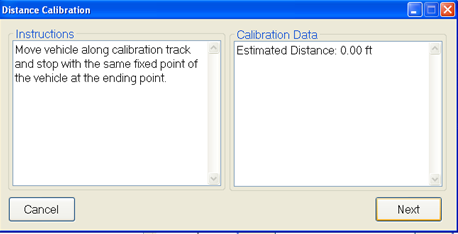 Distance Calibration
Instructions
Move vehicle along calibration track
and stop with the same fixed point of
the vehicle at the ending point.
Calibration Data
Estimated Distance: 0.00 ft
Cancel
Next